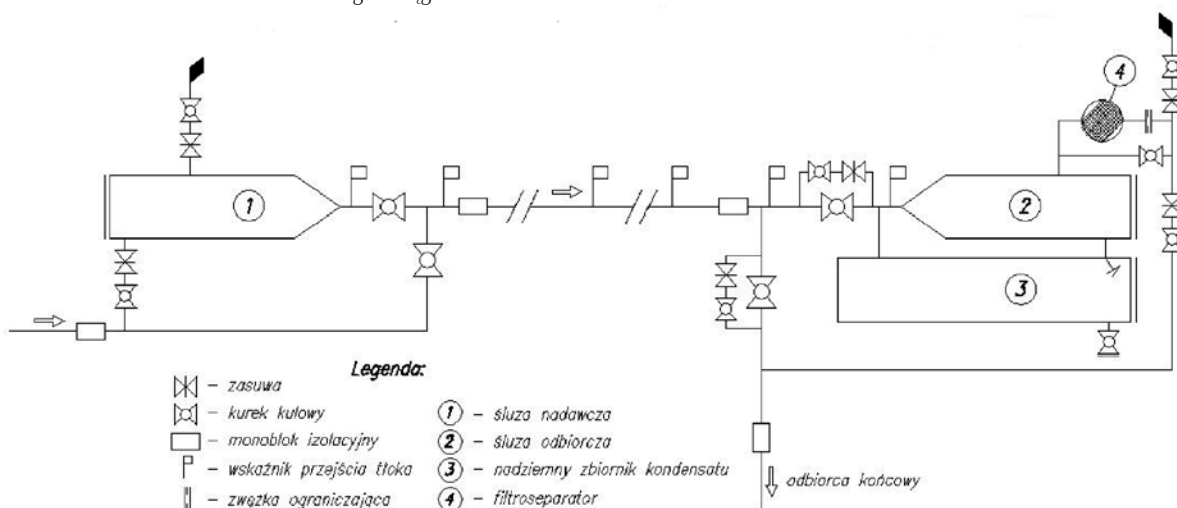 4
1
2
3
Legenda:
– zasuwa
– kurek kulowy
– monoblok izolacyjny
– wskaźnik przejścia tłoka
– zwężka ograniczająca
1 – śluza nadawcza
2 – śluza odbiorcza
3 – nadziemny zbiornik kondensatu
4 – filtroseparator
odbiorca końcowy